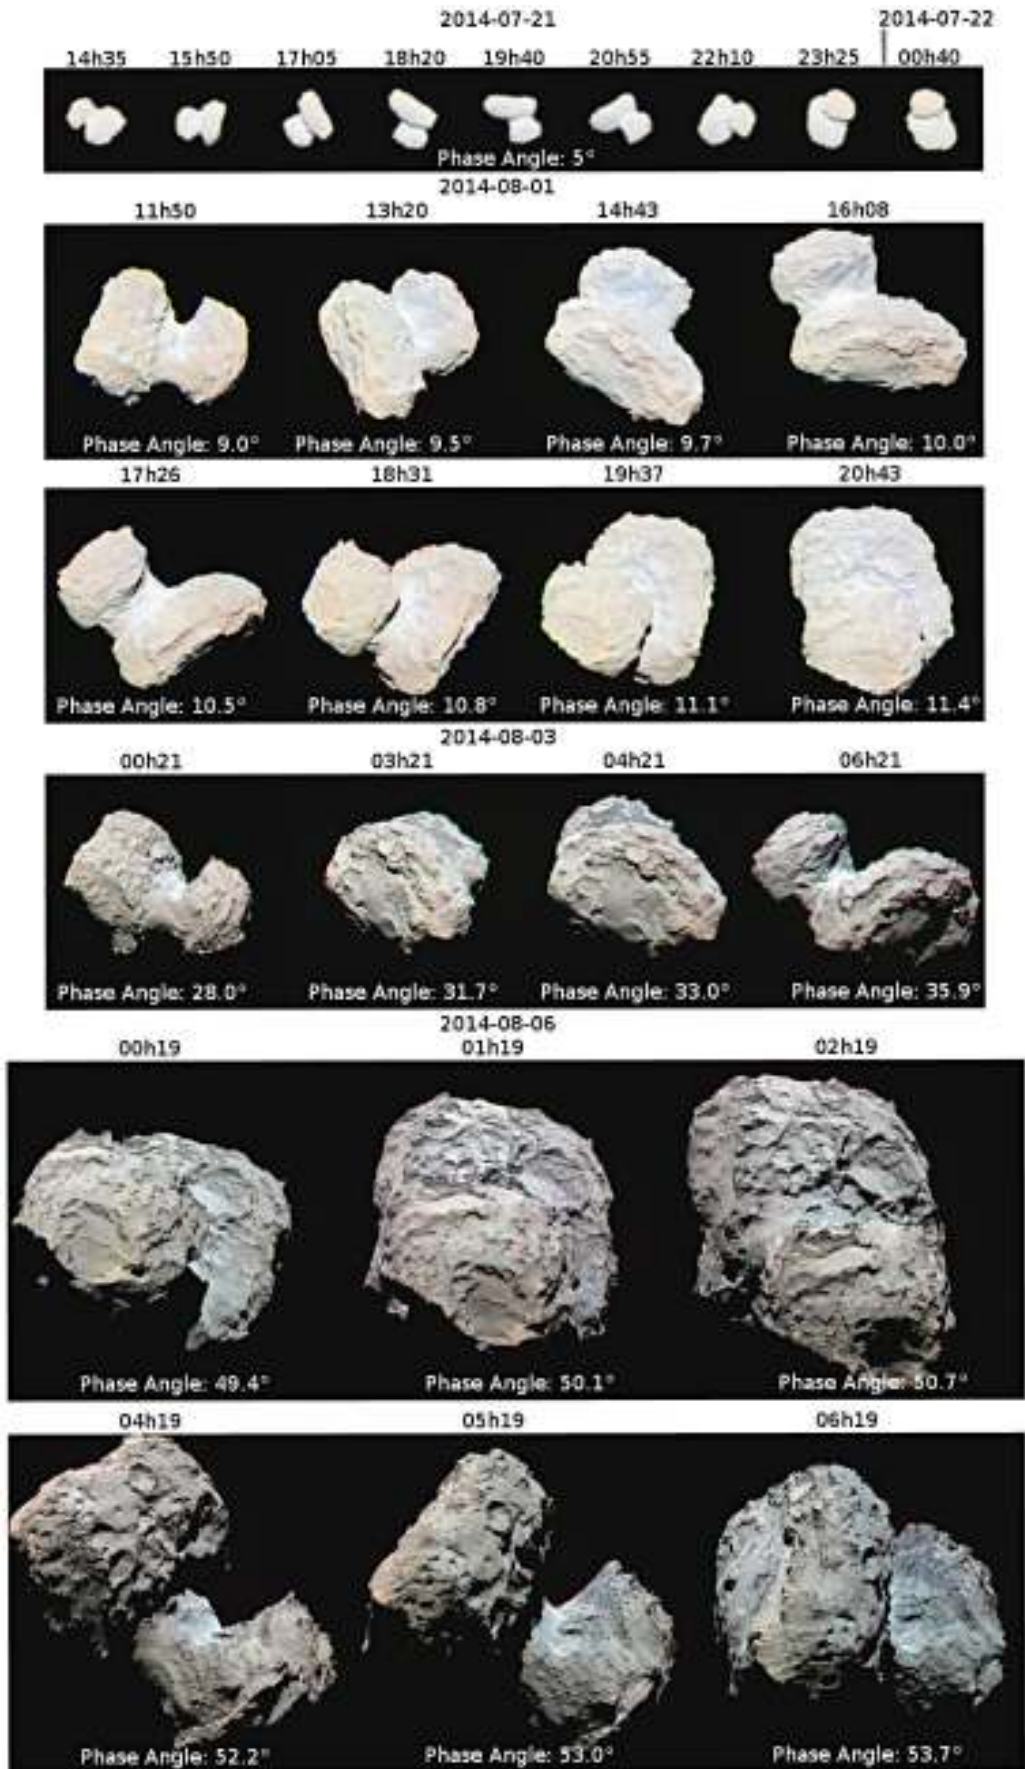 2014-07-21 2014-07-22
14h35 15h50 17h05 18h20 19h40 20h55 22h10 23h25 00h40
Phase Angle: 5°
2014-08-01
11h50 13h20 14h43 16h08
Phase Angle: 9.0° Phase Angle: 9.5° Phase Angle: 9.7° Phase Angle: 10.0°
17h26 18h31 19h37 20h43
Phase Angle: 10.5° Phase Angle: 10.8° Phase Angle: 11.1° Phase Angle: 11.4°
2014-08-03
00h21 03h21 04h21 06h21
Phase Angle: 28.0° Phase Angle: 31.7° Phase Angle: 33.0° Phase Angle: 35.9°
2014-08-06
00h19 01h19 02h19
Phase Angle: 49.4° Phase Angle: 50.1° Phase Angle: 50.7°
04h19 05h19 06h19
Phase Angle: 52.2° Phase Angle: 53.0° Phase Angle: 53.7°